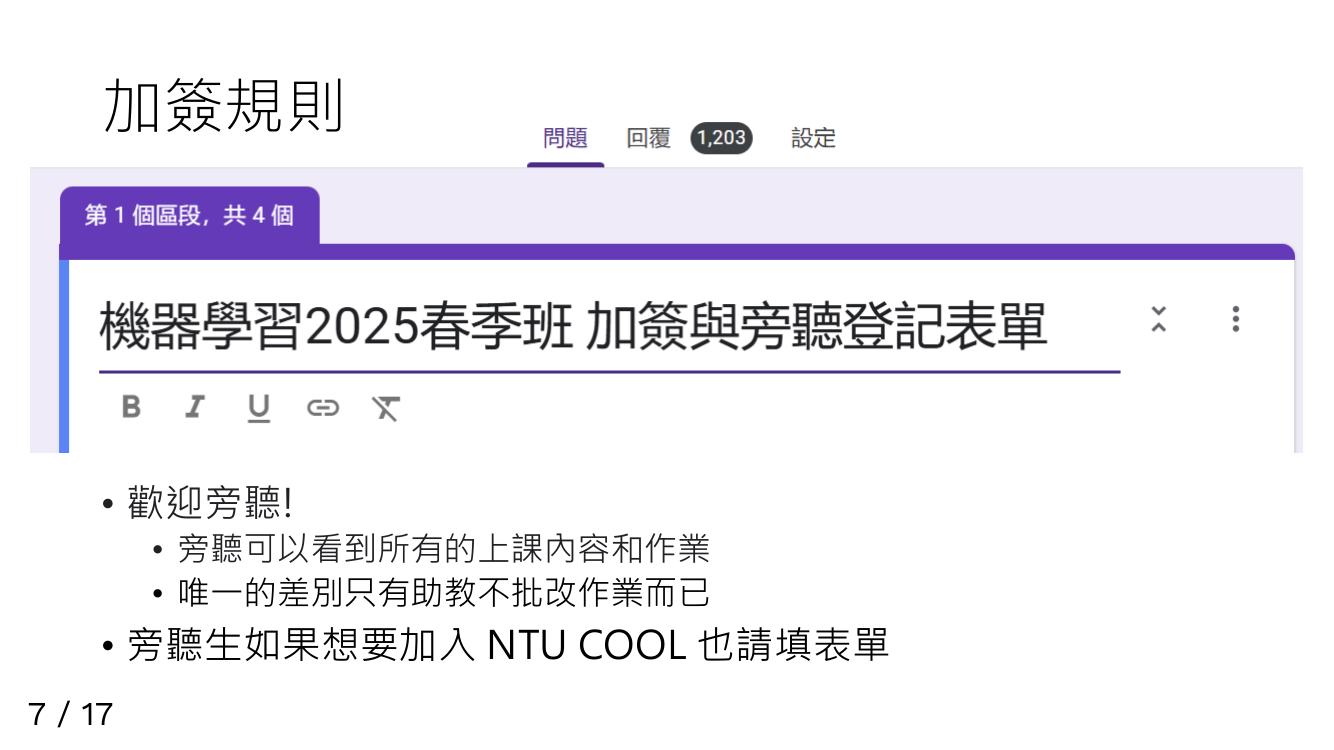 加簽規則
問題 回覆 1,203 設定
第 1 個區段，共 4 個
機器學習2025春季班 加簽與旁聽登記表單
B I U
• 歡迎旁聽!
• 旁聽可以看到所有的上課內容和作業
• 唯一的差別只有助教不批改作業而已
• 旁聽生如果想要加入 NTU COOL 也請填表單
7 / 17